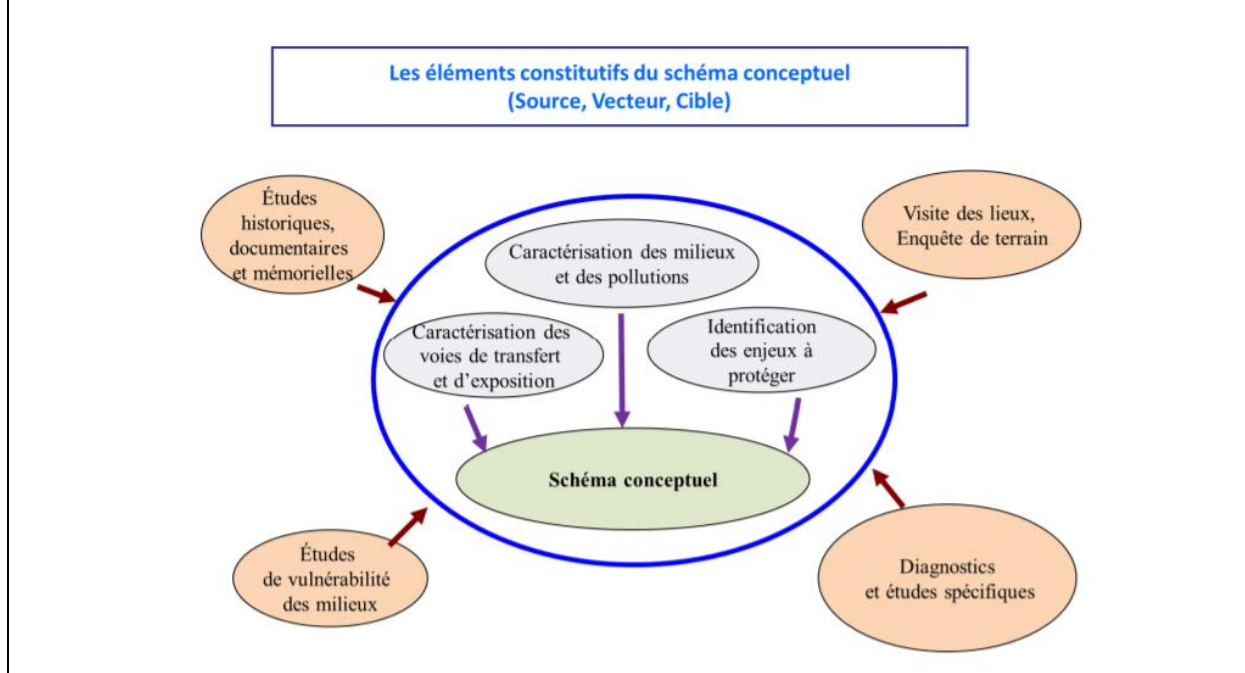 Les éléments constitutifs du schéma conceptuel
(Source, Vecteur, Cible)
Études
historiques,
documentaires
et mémorielles
Visite des lieux,
Enquête de terrain
Caractérisation des milieux
et des pollutions
Caractérisation des
voies de transfert
et d'exposition
Identification
des enjeux à
protéger
Schéma conceptuel
Études
de vulnérabilité
des milieux
Diagnostics
et études spécifiques